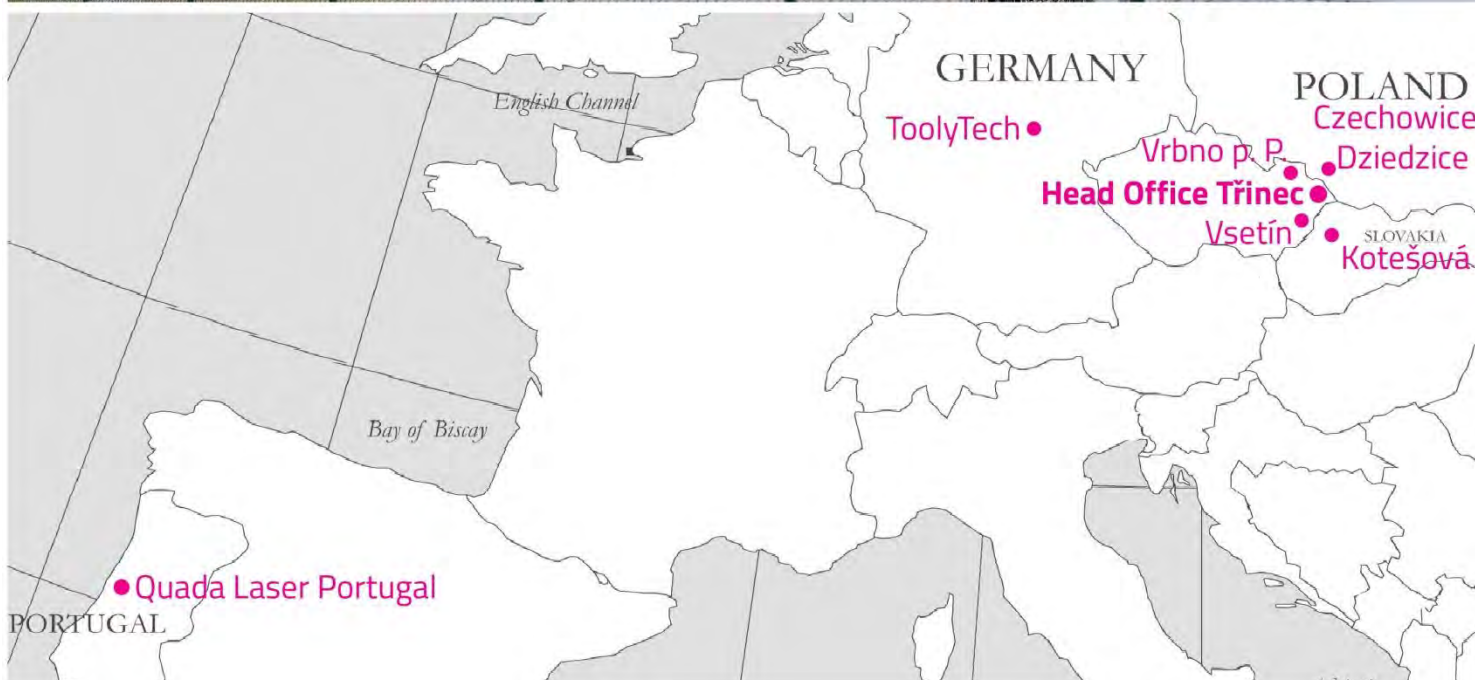 GERMANY
POLAND
English Channel
Czechowice
ToolyTech
Vrbno p. P.
Dziedzice
Head Office Třinec
Vsetín
SLOVAKIA
Kotešová
Bay of Biscay
Quada Laser Portugal
PORTUGAL